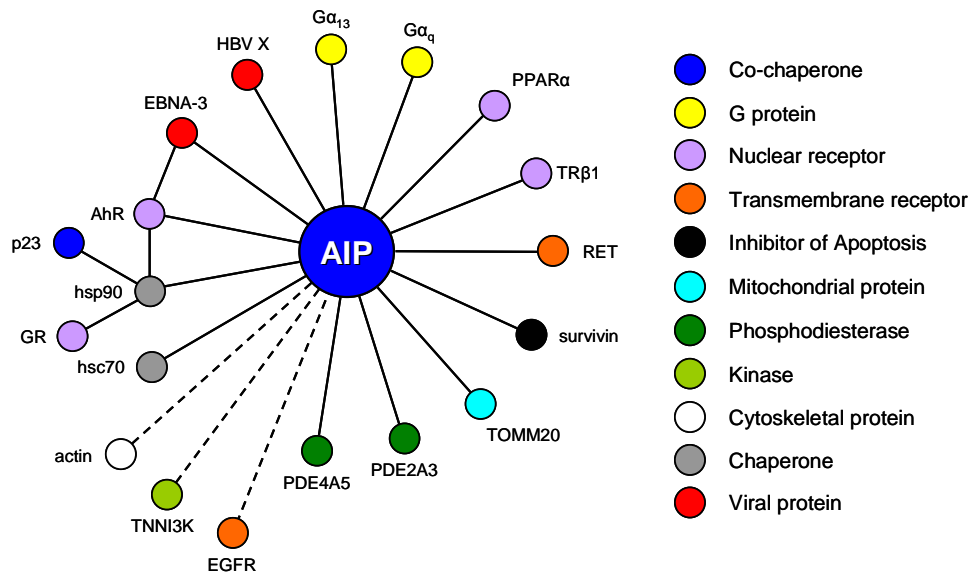 Gα13
Gαq
HBV X
PPARα
EBNA-3
TRβ1
AhR
p23
AIP
RET
hsp90
GR
survivin
hsc70
TOMM20
actin
PDE4A5
PDE2A3
TNNI3K
EGFR
Co-chaperone
G protein
Nuclear receptor
Transmembrane receptor
Inhibitor of Apoptosis
Mitochondrial protein
Phosphodiesterase
Kinase
Cytoskeletal protein
Chaperone
Viral protein